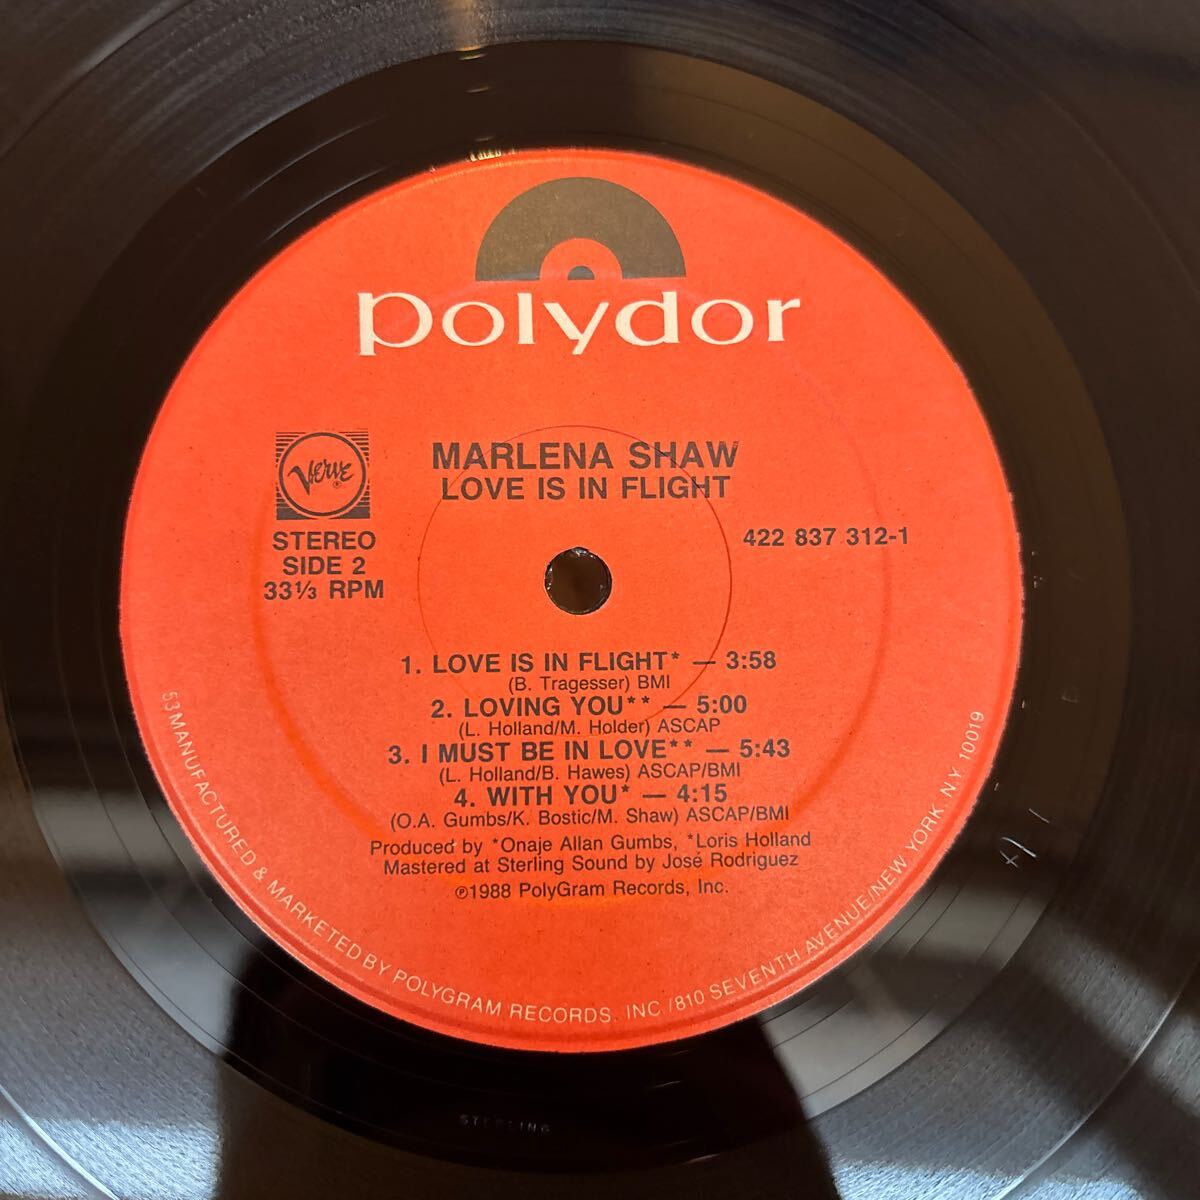 polydor
Verve®
STEREO
SIDE 2
33⅓ RPM
MARLENA SHAW
LOVE IS IN FLIGHT
422 837 312-1
1. LOVE IS IN FLIGHT* — 3:58
(B. Tragesser) BMI
2. LOVING YOU** — 5:00
(L. Holland/M. Holder) ASCAP
3. I MUST BE IN LOVE** — 5:43
(L. Holland/B. Hawes) ASCAP/BMI
4. WITH YOU* — 4:15
(O.A. Gumbs/K. Bostic/M. Shaw) ASCAP/BMI
Produced by *Onaje Allan Gumbs, *Loris Holland
Mastered at Sterling Sound by José Rodriguez
℗1988 PolyGram Records, Inc.
53 MANUFACTURED & MARKETED BY POLYGRAM RECORDS, INC./810 SEVENTH AVENUE/NEW YORK, N.Y. 10019
STERLING